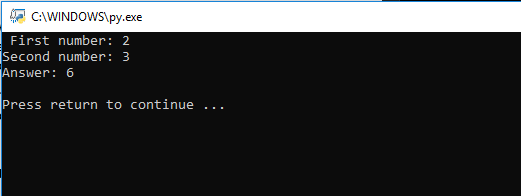 C:\WINDOWS\py.exe
First number: 2
Second number: 3
Answer: 6
Press return to continue ...